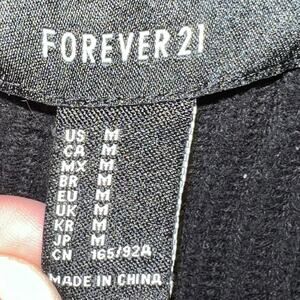 FOREVER 21
US M
CA M
MX M
BR M
EU M
UK M
KR M
JP M
CN 165/92A
MADE IN CHINA